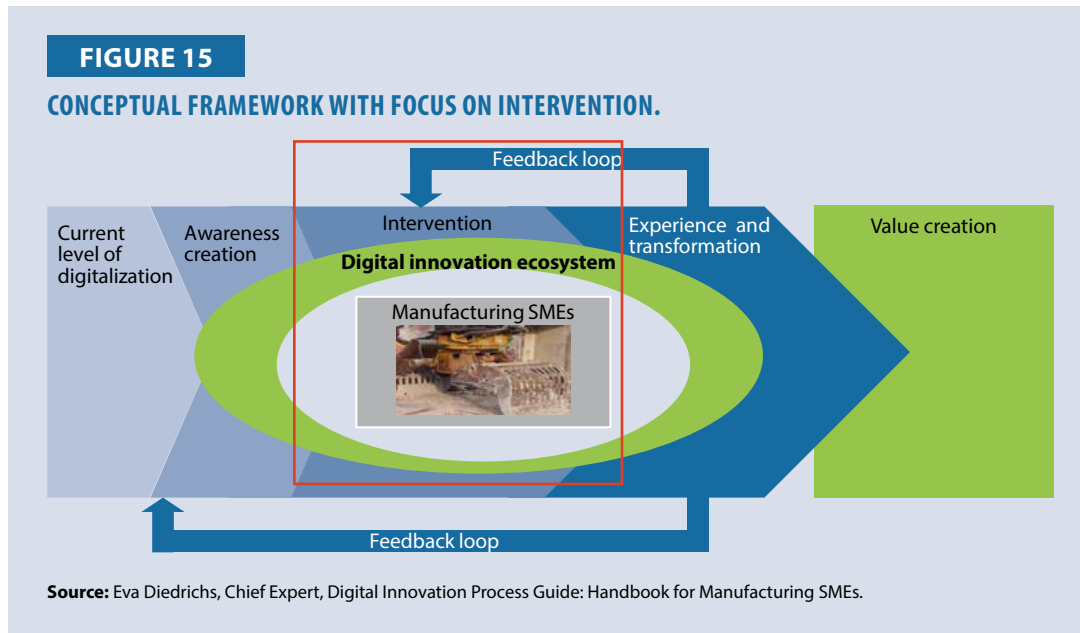 FIGURE 15
CONCEPTUAL FRAMEWORK WITH FOCUS ON INTERVENTION.
Feedback loop
Current
level of
digitalization
Awareness
creation
Intervention
Experience and
transformation
Value creation
Digital innovation ecosystem
Manufacturing SMEs
Feedback loop
Source: Eva Diedrichs, Chief Expert, Digital Innovation Process Guide: Handbook for Manufacturing SMEs.